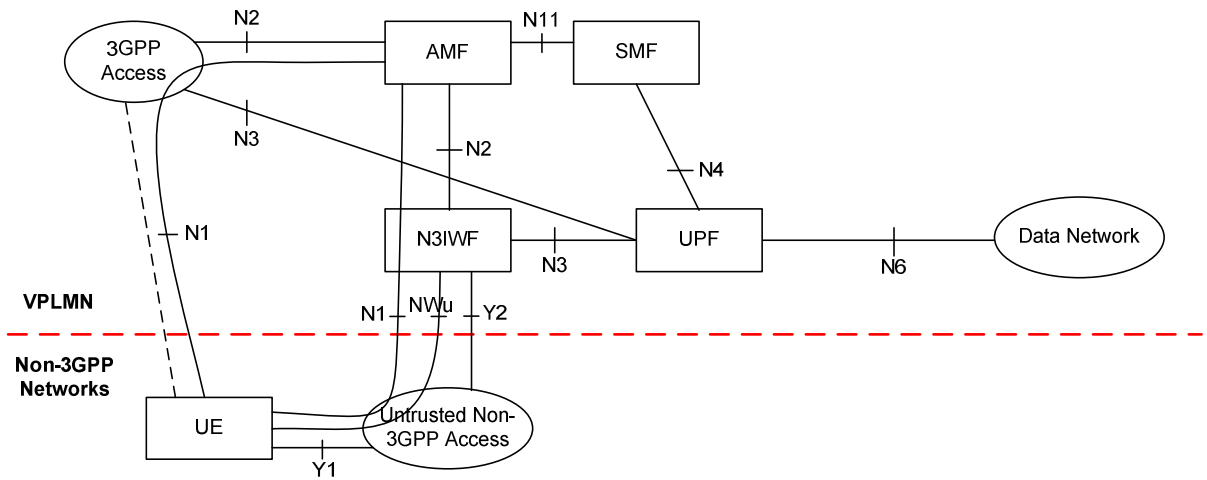 N2
3GPP
Access
AMF
N11
SMF
N3
N2
N4
N1
N3IWF
N3
UPF
N6
Data Network
VPLMN
N1
NWu
Y2
Non-3GPP
Networks
UE
Untrusted Non-
3GPP Access
Y1